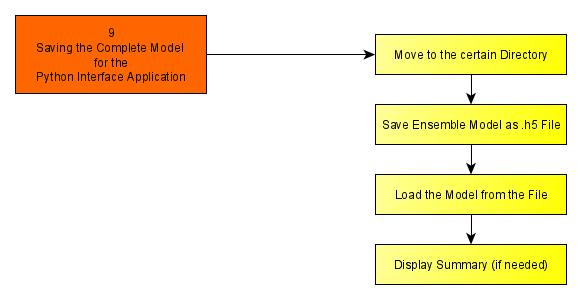 9
Saving the Complete Model
for the
Python Interface Application
Move to the certain Directory
Save Ensemble Model as .h5 File
Load the Model from the File
Display Summary (if needed)